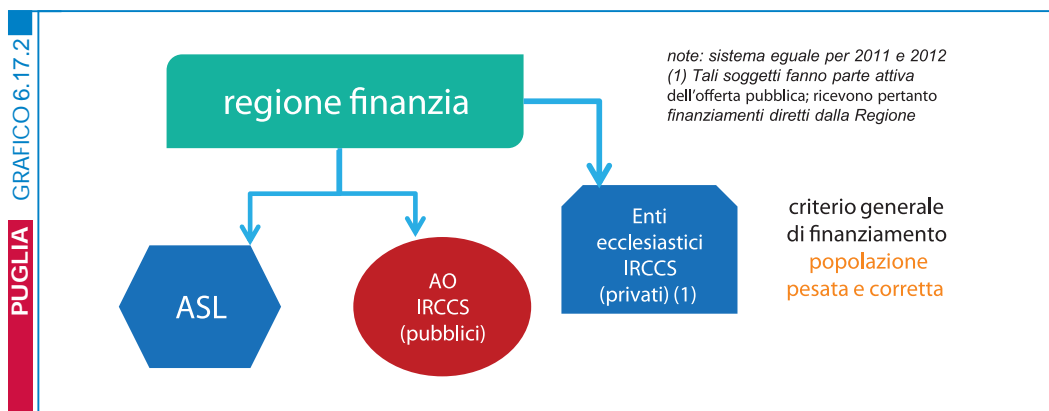 GRAFICO 6.17.2
PUGLIA
regione finanzia
note: sistema eguale per 2011 e 2012
(1) Tali soggetti fanno parte attiva
dell'offerta pubblica; ricevono pertanto
finanziamenti diretti dalla Regione
ASL
AO
IRCCS
(pubblici)
Enti
ecclesiastici
IRCCS
(privati) (1)
criterio generale
di finanziamento
popolazione
pesata e corretta